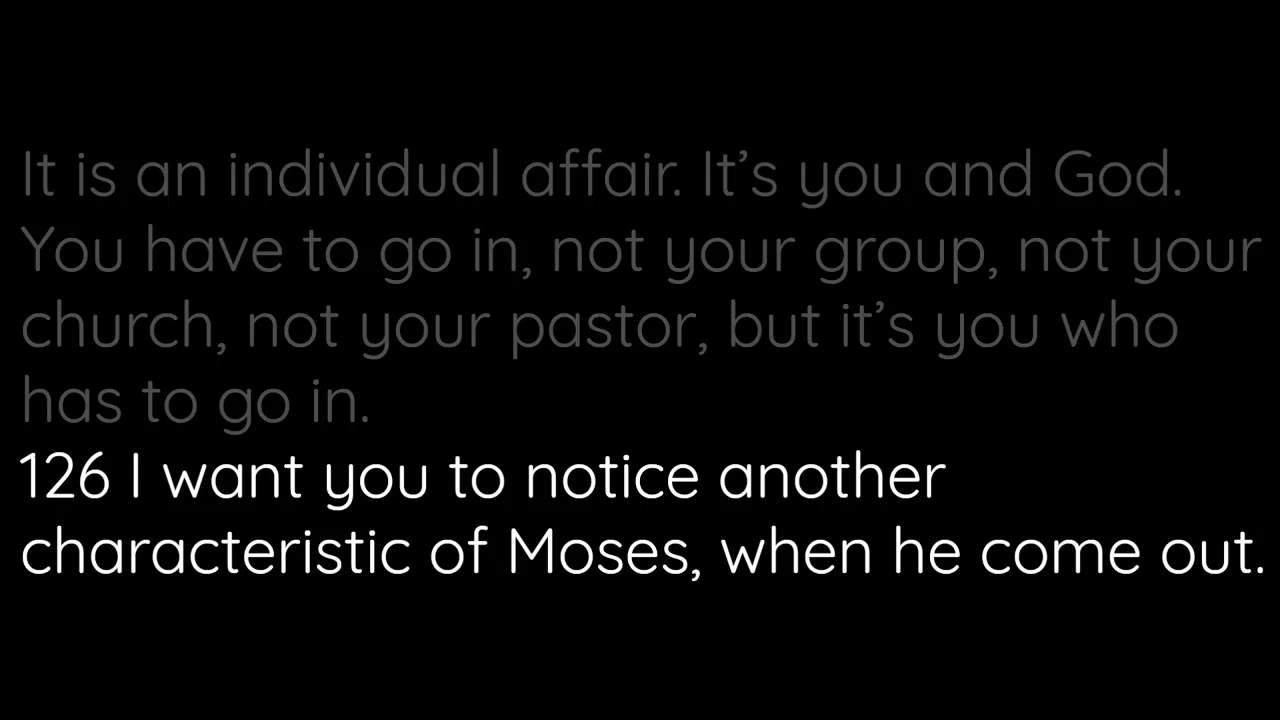 It is an individual affair. It’s you and God.
You have to go in, not your group, not your
church, not your pastor, but it’s you who
has to go in.
126 I want you to notice another
characteristic of Moses, when he come out.